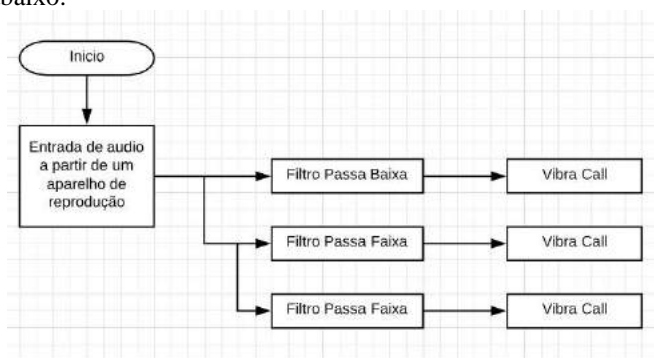 baixo.
Inicio
Entrada de audio
a partir de um
aparelho de
reprodução
Filtro Passa Baixa
Vibra Call
Filtro Passa Faixa
Vibra Call
Filtro Passa Faixa
Vibra Call